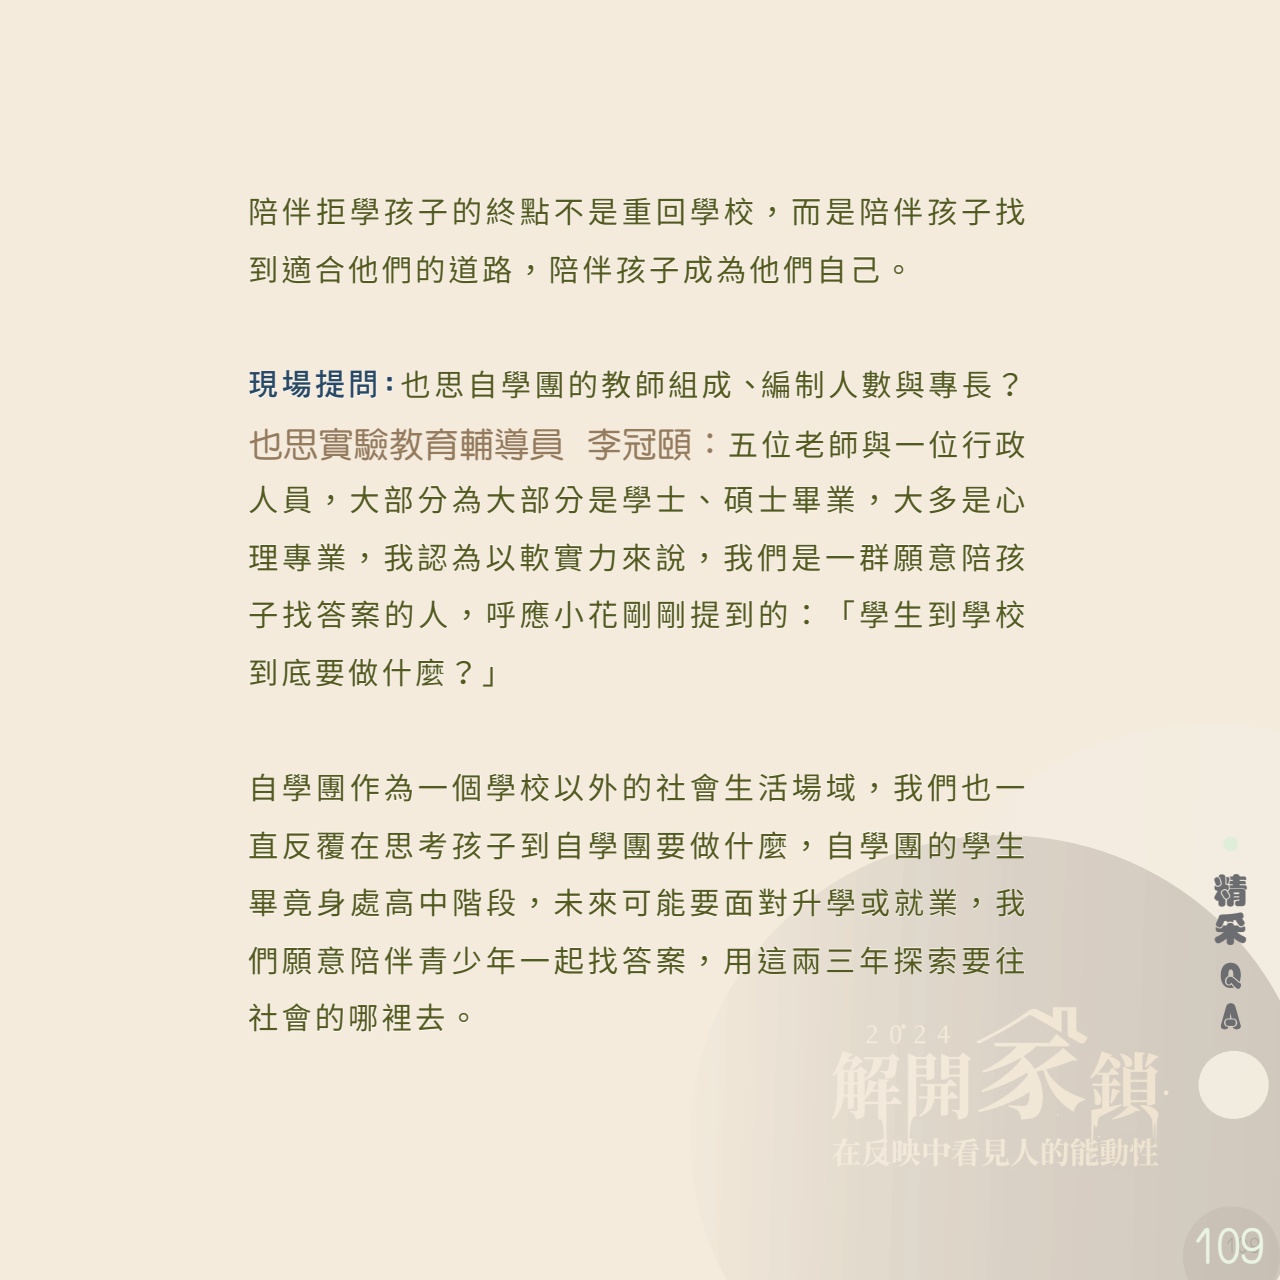 陪伴拒學孩子的終點不是重回學校，而是陪伴孩子找
到適合他們的道路，陪伴孩子成為他們自己。
現場提問：也思自學團的教師組成、編制人數與專長？
也思實驗教育輔導員 李冠頤：五位老師與一位行政
人員，大部分為大部分是學士、碩士畢業，大多是心
理專業，我認為以軟實力來說，我們是一群願意陪孩
子找答案的人，呼應小花剛剛提到的：「學生到學校
到底要做什麼？」
自學團作為一個學校以外的社會生活場域，我們也一
直反覆在思考孩子到自學團要做什麼，自學團的學生
畢竟身處高中階段，未來可能要面對升學或就業，我
們願意陪伴青少年一起找答案，用這兩三年探索要往
社會的哪裡去。
精采QA
2024
解開家鎖
在反映中看見人的能動性
109